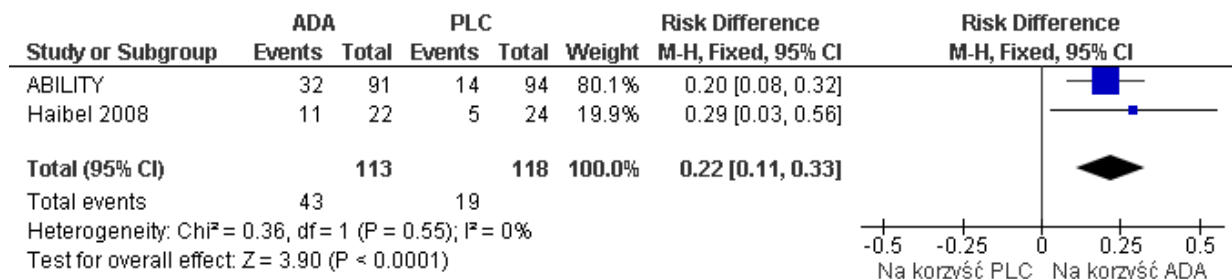 ADA PLC Risk Difference Risk Difference
Study or Subgroup Events Total Events Total Weight M-H, Fixed, 95% CI M-H, Fixed, 95% CI
ABILITY 32 91 14 94 80.1% 0.20 [0.08, 0.32]
Haibel 2008 11 22 5 24 19.9% 0.29 [0.03, 0.56]
Total (95% CI) 113 118 100.0% 0.22 [0.11, 0.33]
Total events 43 19
Heterogeneity: Chi² = 0.36, df = 1 (P = 0.55); I² = 0%
Test for overall effect: Z = 3.90 (P < 0.0001)
-0.5 -0.25 0 0.25 0.5
Na korzyść PLC Na korzyść ADA